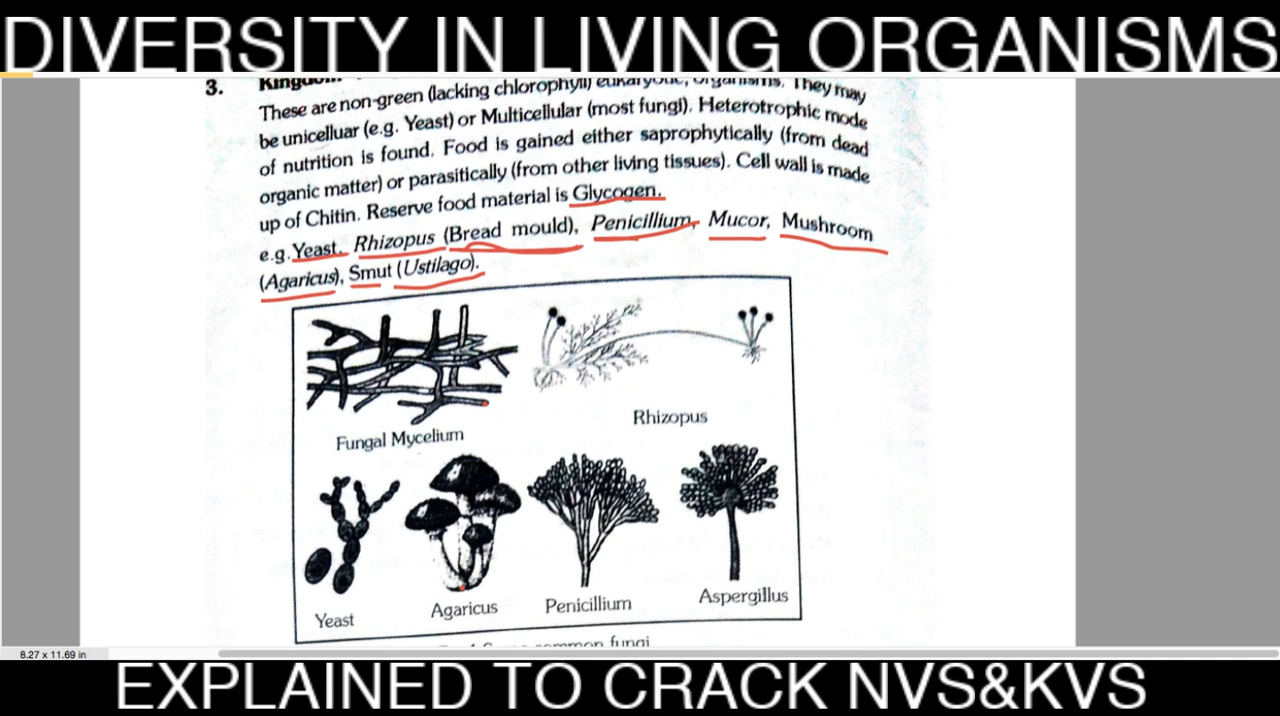 DIVERSITY IN LIVING ORGANISMS
3.
These are non-green (lacking chlorophyll) eukaryotic, organisms. They may
be unicelluar (e.g. Yeast) or Multicellular (most fungi). Heterotrophic mode
of nutrition is found. Food is gained either saprophytically (from dead
organic matter) or parasitically (from other living tissues). Cell wall is made
up of Chitin. Reserve food material is Glycogen.
e.g. Yeast, Rhizopus (Bread mould), Penicillium, Mucor, Mushroom
(Agaricus), Smut (Ustilago).
Fungal Mycelium
Rhizopus
Yeast
Agaricus
Penicillium
Aspergillus
common fungi
8.27 x 11.69 in
EXPLAINED TO CRACK NVS&KVS